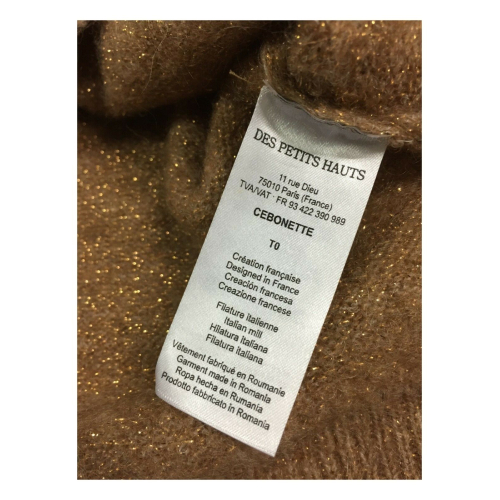 DES PETITS HAUTS
11 rue Dieu
75010 Paris (France)
TVA/VAT : FR 93 422 390 989
CEBONETTE
T0
Création française
Designed in France
Creación francesa
Creazione francese
Filature italienne
Italian mill
Hilatura italiana
Filatura italiana
Vêtement fabriqué en Roumanie
Garment made in Romania
Ropa hecha en Rumania
Prodotto fabbricato in Romania